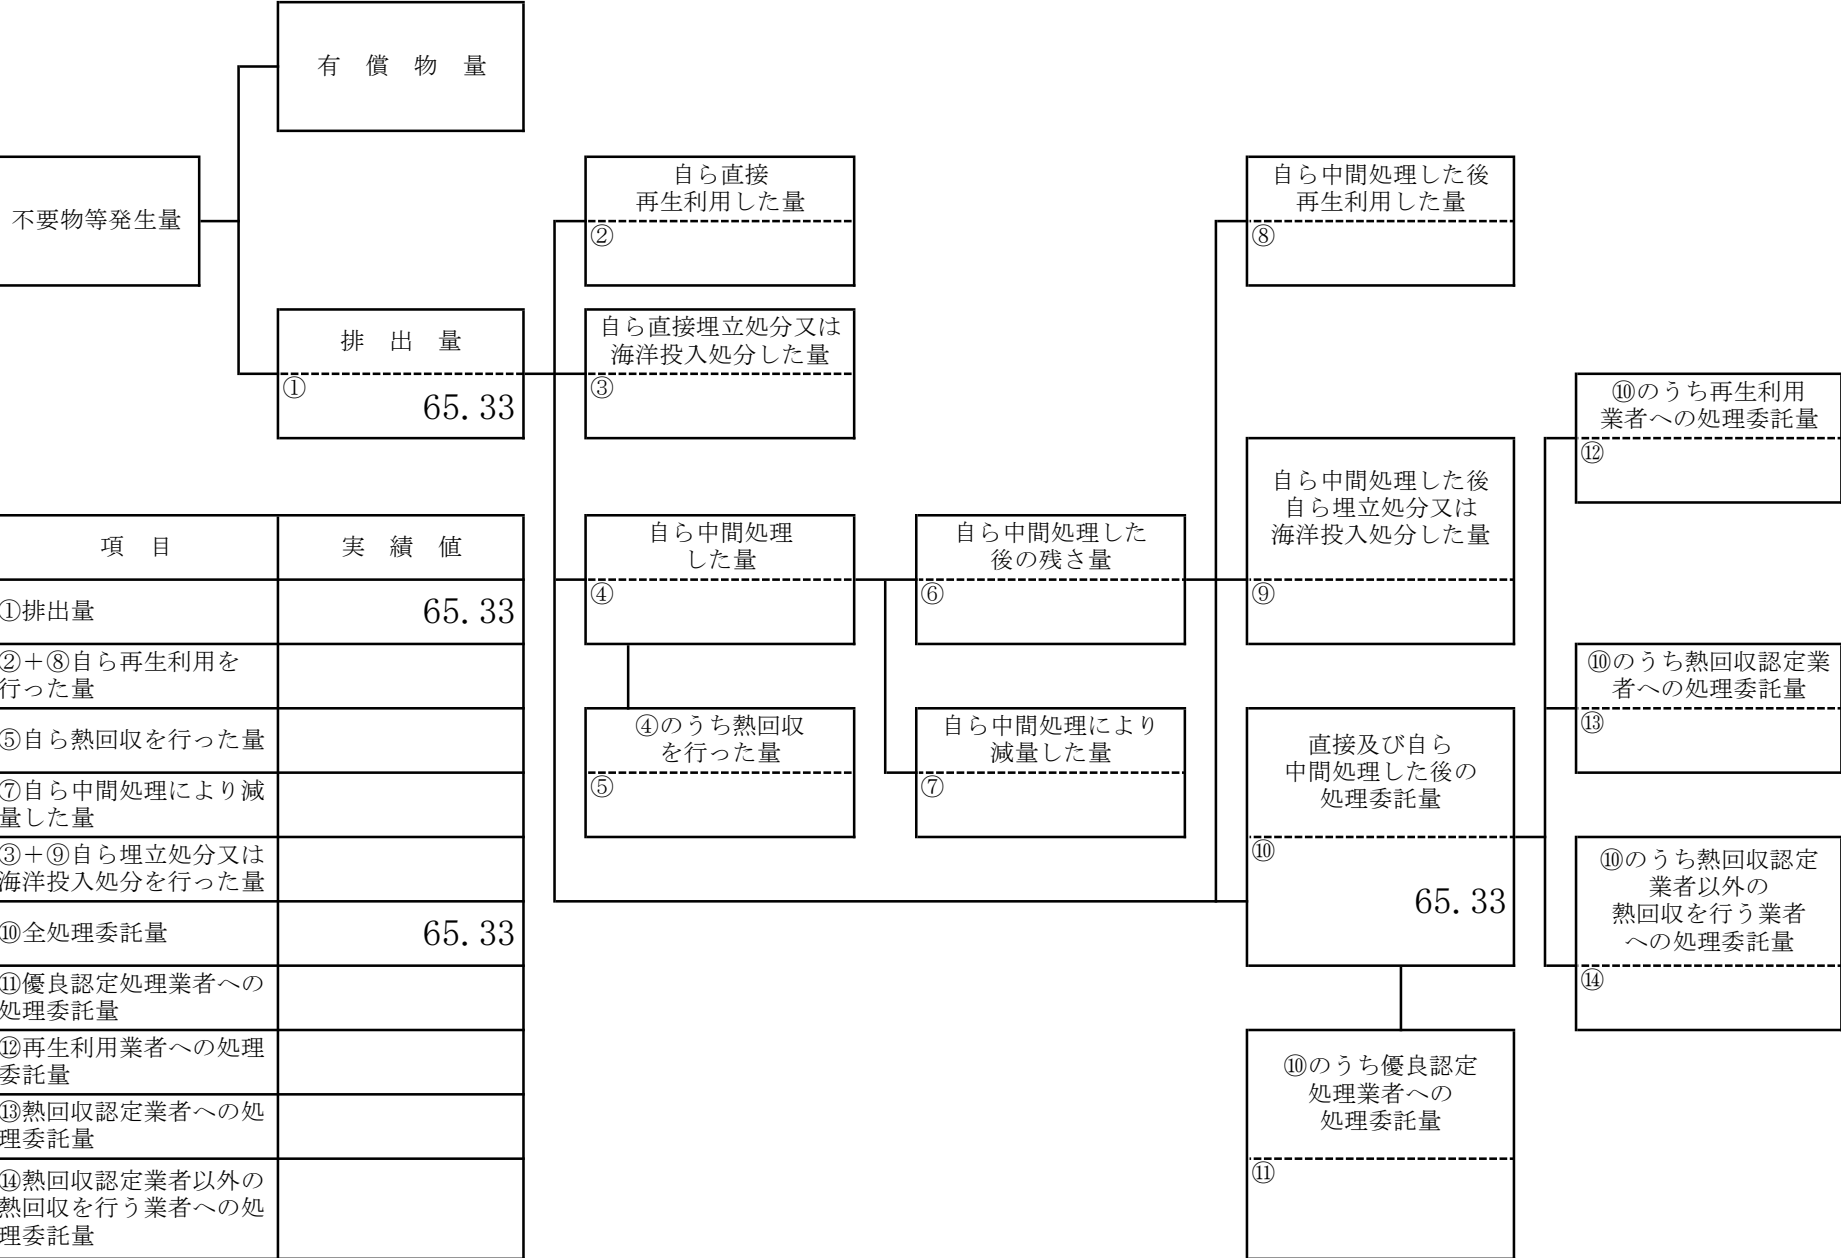 有 償 物 量
不要物等発生量
自ら直接
再生利用した量
②
自ら中間処理した後
再生利用した量
⑧
排 出 量
①
65.33
自ら直接埋立処分又は
海洋投入処分した量
③
⑩のうち再生利用
業者への処理委託量
⑫
自ら中間処理した後
自ら埋立処分又は
海洋投入処分した量
⑨
自ら中間処理
した量
④
自ら中間処理した
後の残さ量
⑥
④のうち熱回収
を行った量
⑤
自ら中間処理により
減量した量
⑦
⑩のうち熱回収認定業
者への処理委託量
⑬
直接及び自ら
中間処理した後の
処理委託量
⑩
65.33
⑩のうち熱回収認定
業者以外の
熱回収を行う業者
への処理委託量
⑭
⑩のうち優良認定
処理業者への
処理委託量
⑪
項 目 実 績 値
①排出量 65.33
②＋⑧自ら再生利用を
行った量
⑤自ら熱回収を行った量
⑦自ら中間処理により減
量した量
③＋⑨自ら埋立処分又は
海洋投入処分を行った量
⑩全処理委託量 65.33
⑪優良認定処理業者への
処理委託量
⑫再生利用業者への処理
委託量
⑬熱回収認定業者への処
理委託量
⑭熱回収認定業者以外の
熱回収を行う業者への処
理委託量